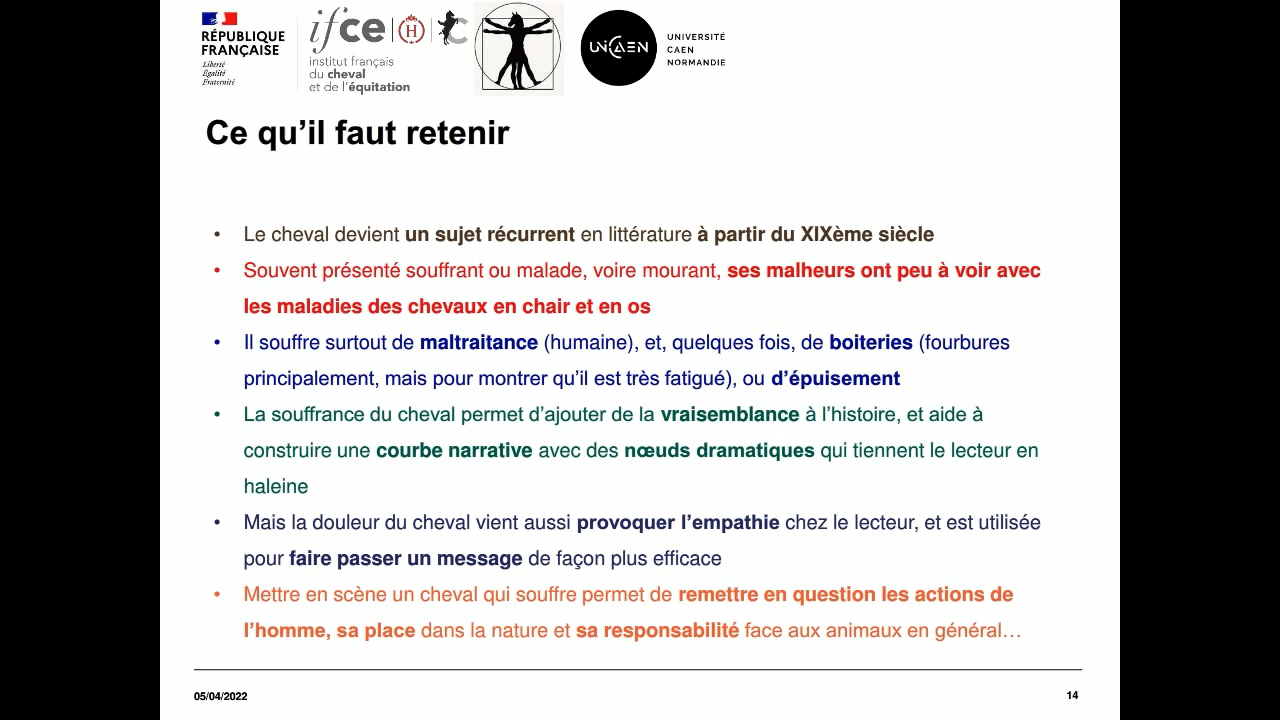 RÉPUBLIQUE
FRANÇAISE
Liberté
Égalité
Fraternité
ifce
H
institut français
du cheval
et de l'équitation
UNICAEN
UNIVERSITÉ
CAEN
NORMANDIE
Ce qu'il faut retenir
• Le cheval devient un sujet récurrent en littérature à partir du XIXème siècle
• Souvent présenté souffrant ou malade, voire mourant, ses malheurs ont peu à voir avec
les maladies des chevaux en chair et en os
• Il souffre surtout de maltraitance (humaine), et, quelques fois, de boiteries (fourbures
principalement, mais pour montrer qu'il est très fatigué), ou d'épuisement
• La souffrance du cheval permet d'ajouter de la vraisemblance à l'histoire, et aide à
construire une courbe narrative avec des nœuds dramatiques qui tiennent le lecteur en
haleine
• Mais la douleur du cheval vient aussi provoquer l'empathie chez le lecteur, et est utilisée
pour faire passer un message de façon plus efficace
• Mettre en scène un cheval qui souffre permet de remettre en question les actions de
l'homme, sa place dans la nature et sa responsabilité face aux animaux en général…
05/04/2022
14